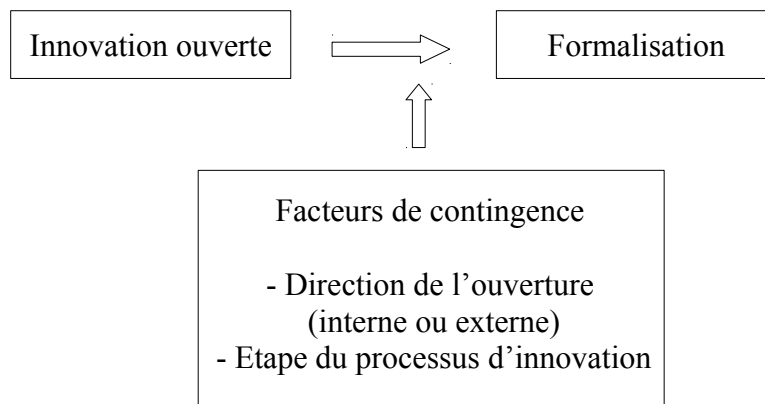 Innovation ouverte
Formalisation
Facteurs de contingence
- Direction de l’ouverture
(interne ou externe)
- Etape du processus d’innovation